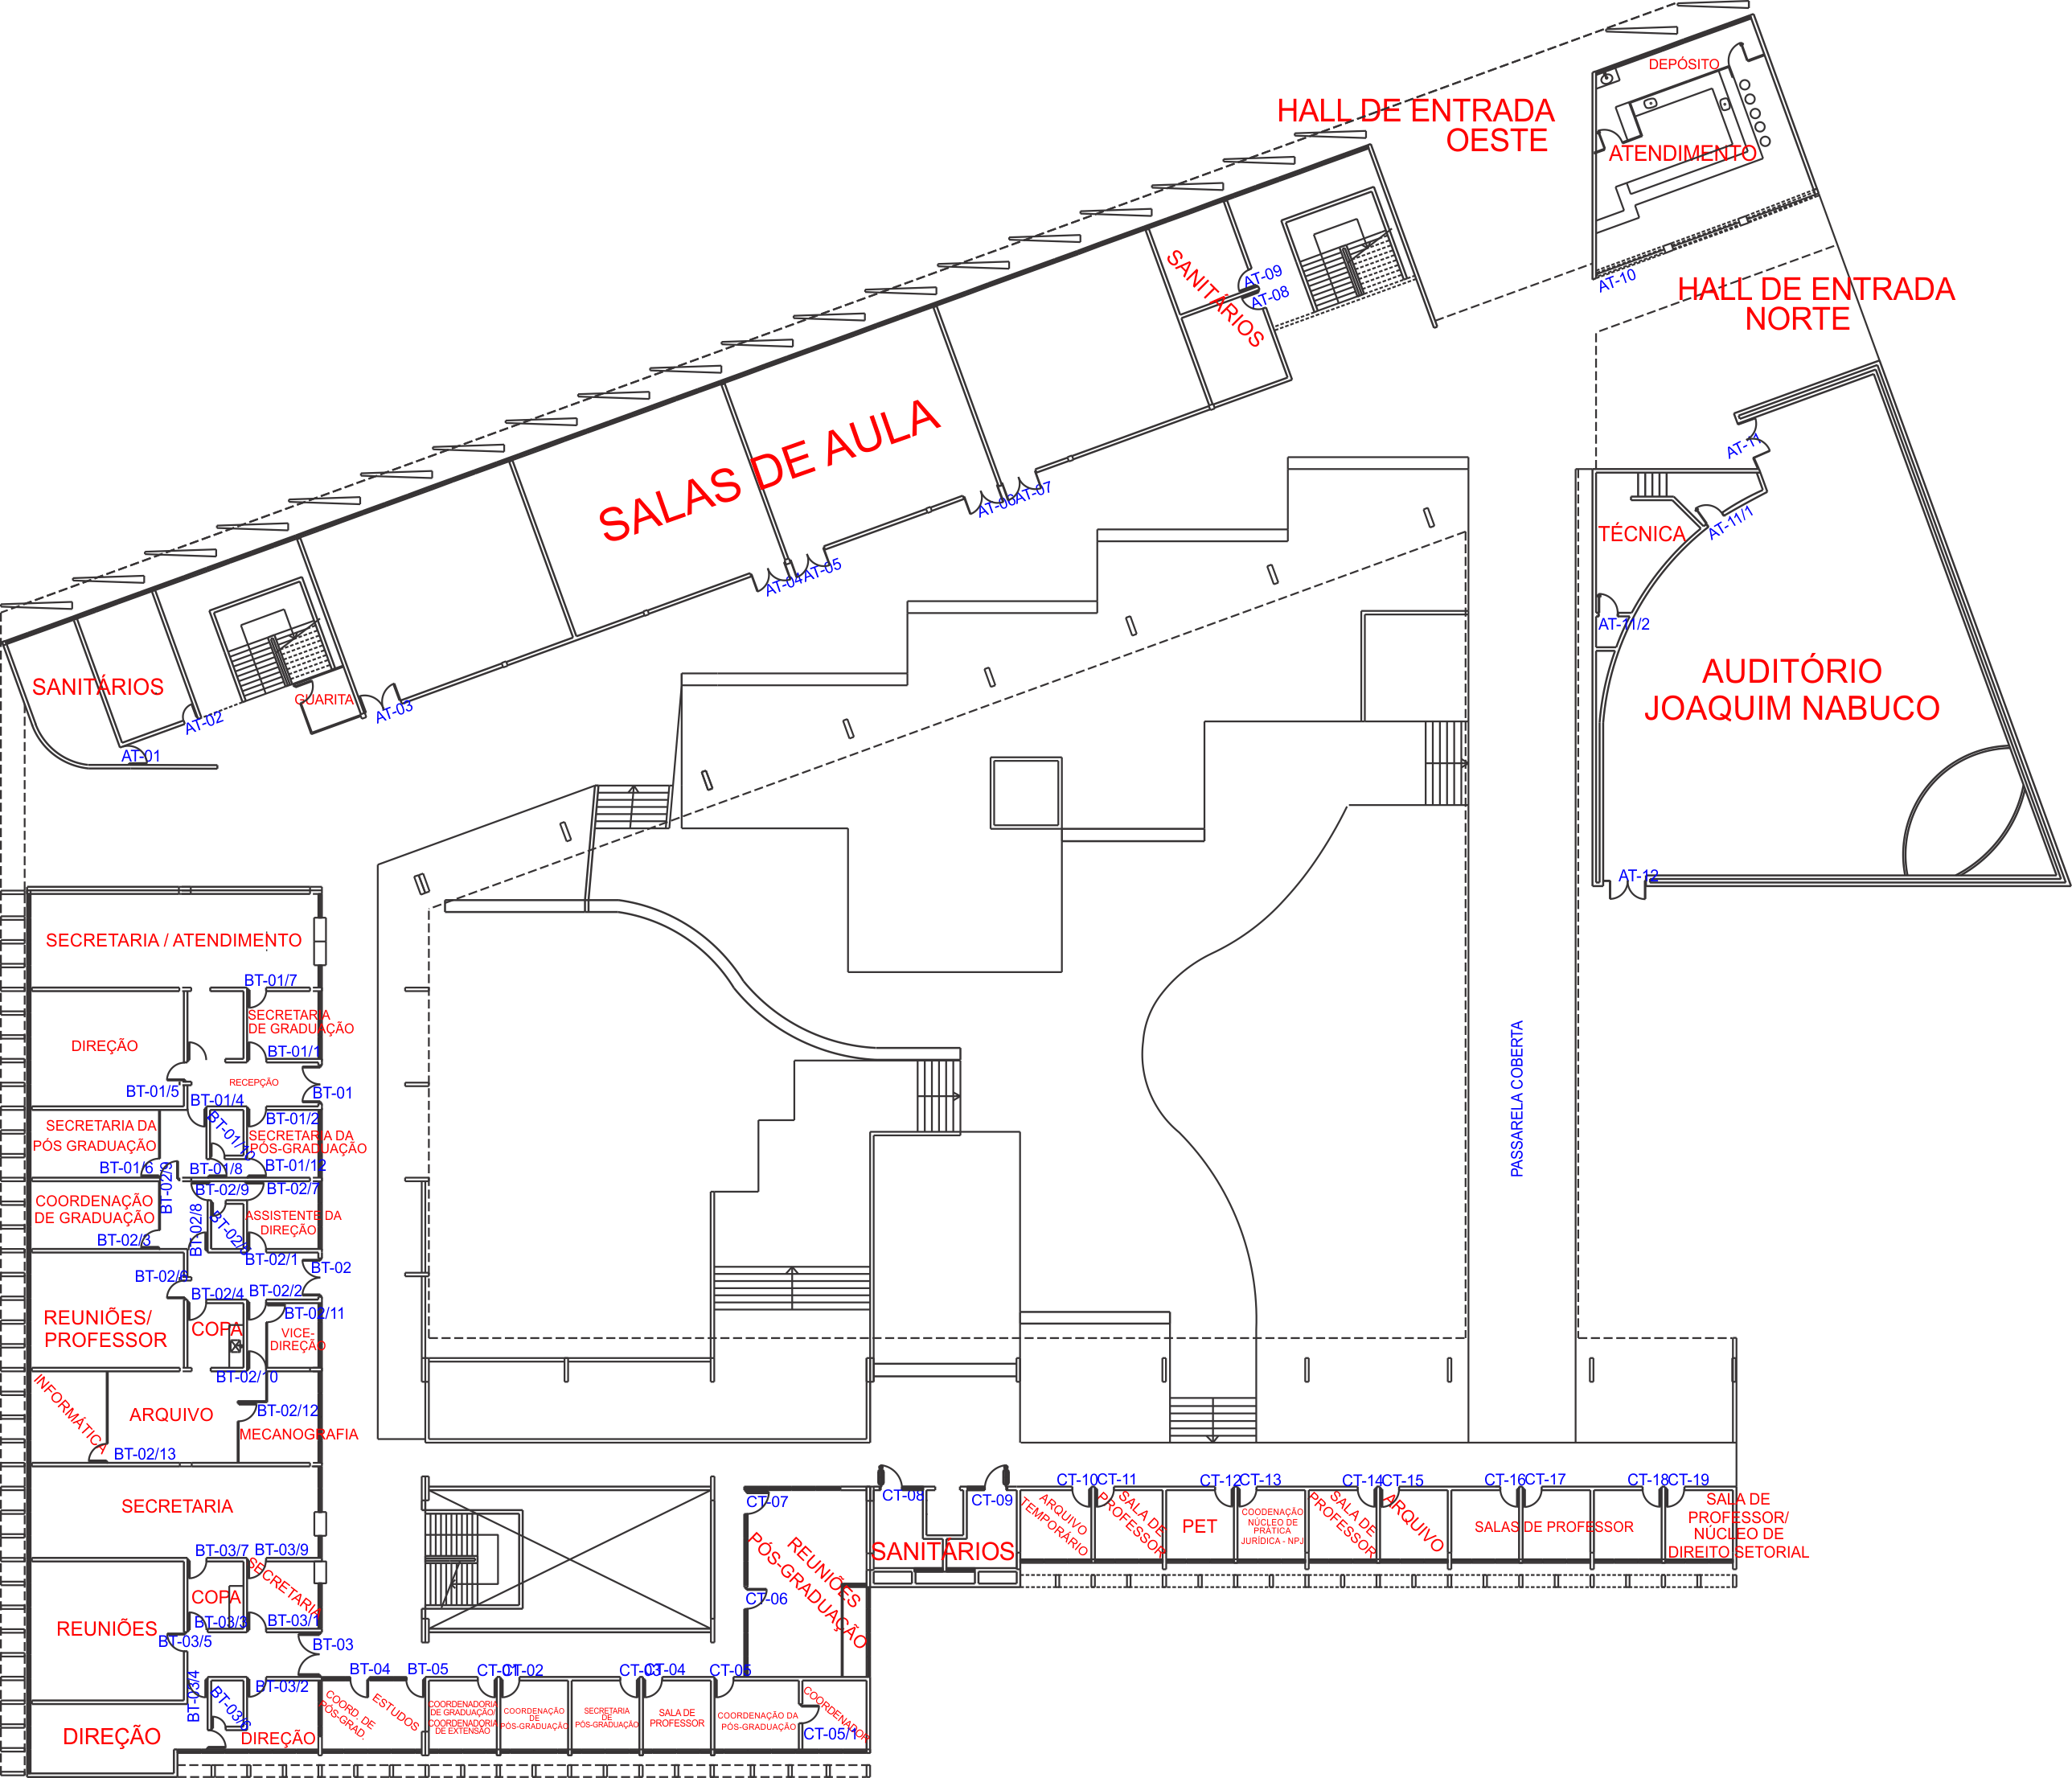 DEPÓSITO
HALL DE ENTRADA
OESTE
ATENDIMENTO
AT-10
HALL DE ENTRADA
NORTE
AT-09
AT-08
SANITÁRIOS
SALAS DE AULA
AT-06
AT-07
AT-04
AT-05
AT-11
AT-11/1
TÉCNICA
AT-11/2
AUDITÓRIO
JOAQUIM NABUCO
AT-12
SANITÁRIOS
GUARITA
AT-03
AT-02
AT-01
PASSARELA COBERTA
SECRETARIA / ATENDIMENTO
BT-01/7
SECRETARIA
DE GRADUAÇÃO
DIREÇÃO
BT-01/1
RECEPÇÃO
BT-01/5
BT-01/4
BT-01
BT-01/2
SECRETARIA DA
PÓS GRADUAÇÃO
SECRETARIA DA
PÓS-GRADUAÇÃO
BT-01/6
BT-01/8
BT-01/12
BT-02/9
BT-02/9
BT-02/7
COORDENAÇÃO
DE GRADUAÇÃO
BT-02/8
ASSISTENTE DA
DIREÇÃO
BT-02/3
BT-02/1
BT-02
BT-02/6
BT-02/4
BT-02/2
REUNIÕES/
PROFESSOR
COPA
BT-02/11
VICE-
DIREÇÃO
BT-02/10
INFORMÁTICA
ARQUIVO
BT-02/12
MECANOGRAFIA
BT-02/13
SECRETARIA
BT-03/7
BT-03/9
SECRETARIA
COPA
REUNIÕES
BT-03/3
BT-03/1
BT-03/5
BT-03
BT-03/4
BT-03/2
BT-03/6
DIREÇÃO
DIREÇÃO
BT-04
BT-05
COORD. DE
PÓS-GRAD.
ESTUDOS
CT-01
CT-02
CT-03
CT-04
CT-05
COORDENADORIA
DE GRADUAÇÃO/
COORDENADORIA
DE EXTENSÃO
COORDENAÇÃO
DE
PÓS-GRADUAÇÃO
SECRETARIA
DE
PÓS-GRADUAÇÃO
SALA DE
PROFESSOR
COORDENAÇÃO DA
PÓS-GRADUAÇÃO
COORDENADOR
CT-05/1
CT-07
CT-06
REUNIÕES
PÓS-GRADUAÇÃO
CT-08
CT-09
SANITÁRIOS
CT-10
CT-11
CT-12
CT-13
CT-14
CT-15
CT-16
CT-17
CT-18
CT-19
ARQUIVO
TEMPORÁRIO
SALA DE
PROFESSOR
PET
COODENAÇÃO
NÚCLEO DE
PRÁTICA
JURÍDICA - NPJ
SALA DE
PROFESSOR
ARQUIVO
SALAS DE PROFESSOR
SALA DE
PROFESSOR/
NÚCLEO DE
DIREITO SETORIAL